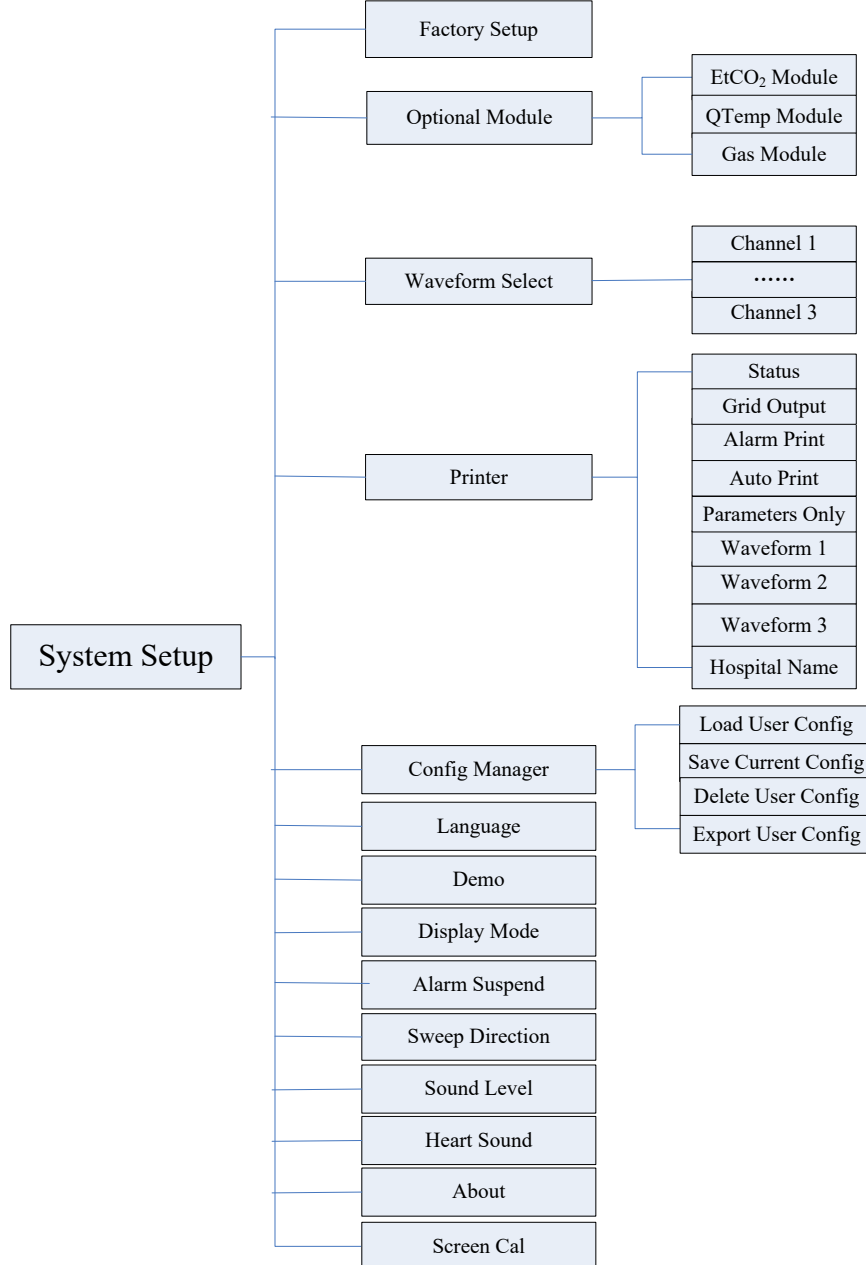 System Setup
Factory Setup
Optional Module
EtCO₂ Module
QTemp Module
Gas Module
Waveform Select
Channel 1
······
Channel 3
Printer
Status
Grid Output
Alarm Print
Auto Print
Parameters Only
Waveform 1
Waveform 2
Waveform 3
Hospital Name
Config Manager
Load User Config
Save Current Config
Delete User Config
Export User Config
Language
Demo
Display Mode
Alarm Suspend
Sweep Direction
Sound Level
Heart Sound
About
Screen Cal